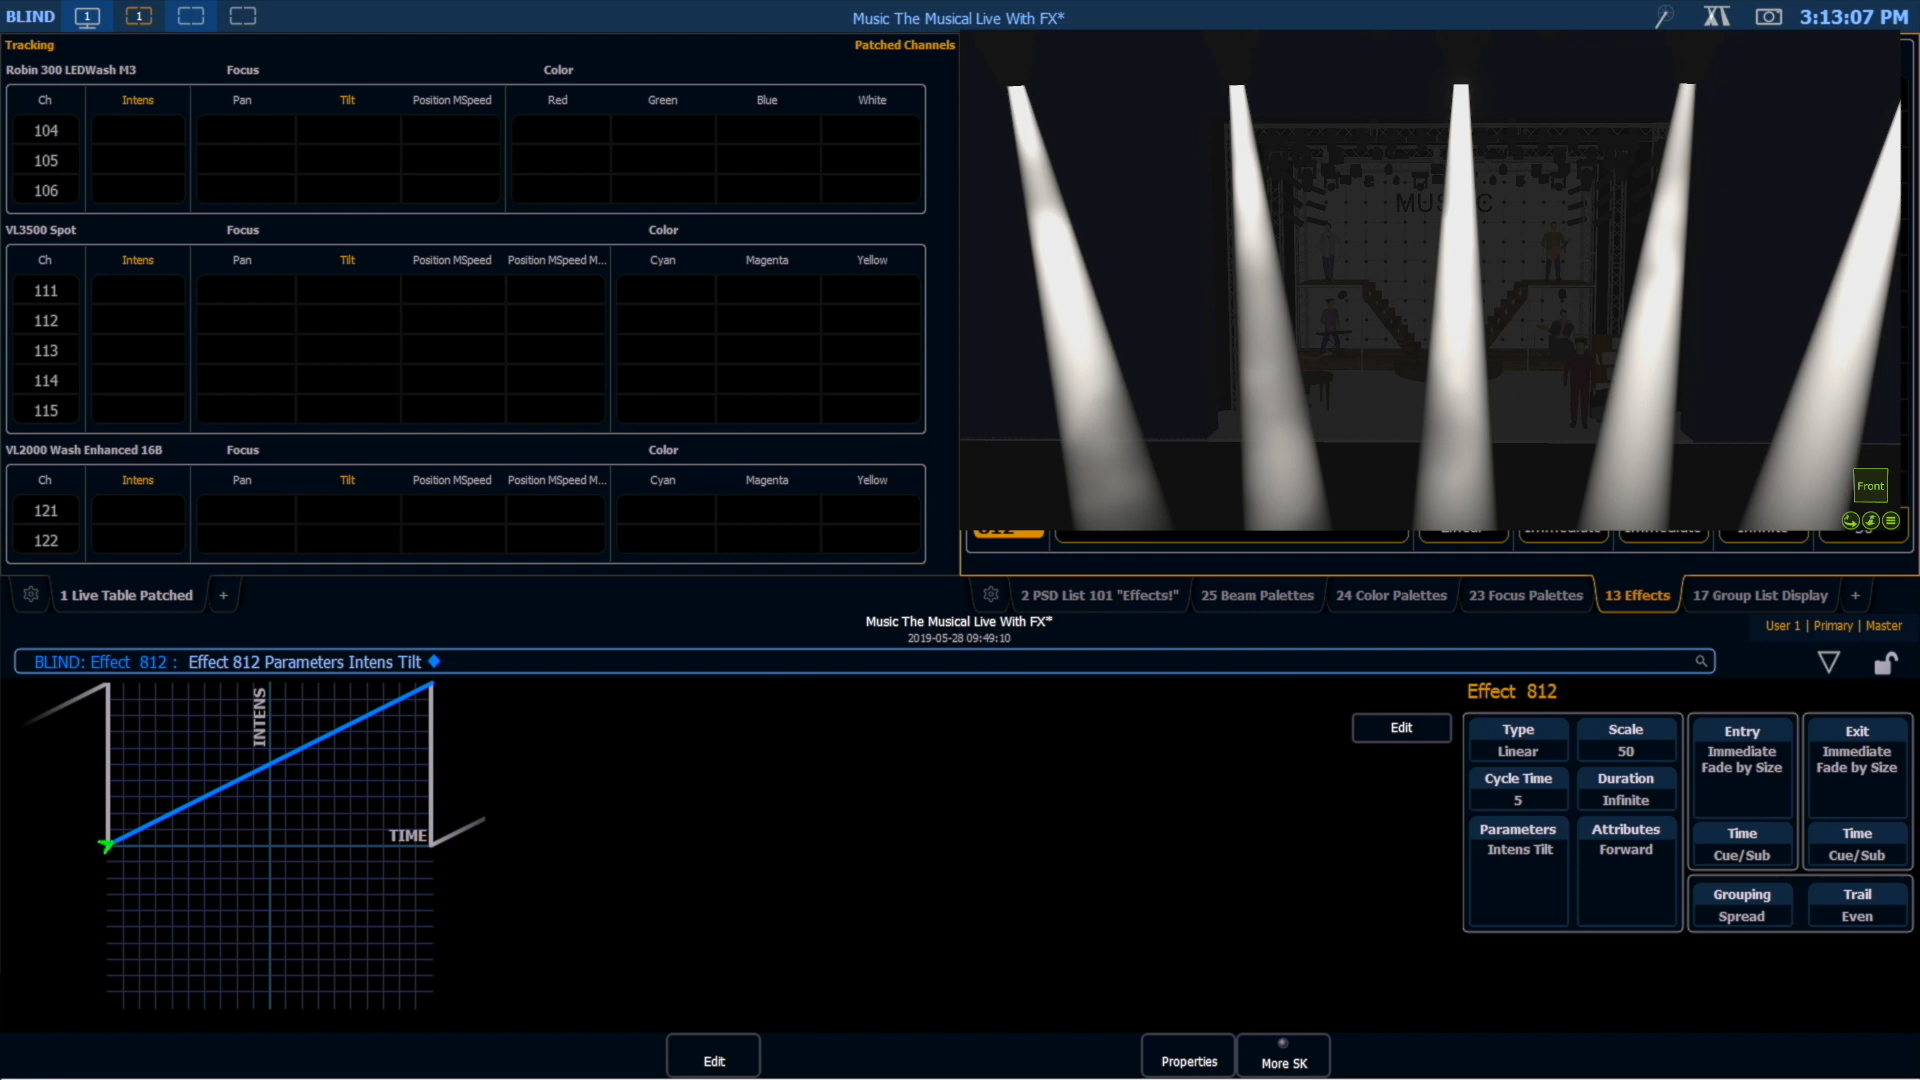 BLIND 1 1 Music The Musical Live With FX* 3:13:07 PM
Tracking Patched Channels
Robin 300 LEDWash M3 Focus Color
Ch Intens Pan Tilt Position MSpeed Red Green Blue White
104
105
106
VL3500 Spot Focus Color
Ch Intens Pan Tilt Position MSpeed Position MSpeed M... Cyan Magenta Yellow
111
112
113
114
115
VL2000 Wash Enhanced 16B Focus Color
Ch Intens Pan Tilt Position MSpeed Position MSpeed M... Cyan Magenta Yellow
121
122
Front
812 Linear Immediate Immediate Infinite
1 Live Table Patched +
2 PSD List 101 "Effects!" 25 Beam Palettes 24 Color Palettes 23 Focus Palettes 13 Effects 17 Group List Display +
Music The Musical Live With FX*
2019-05-28 09:49:10
User 1 | Primary | Master
BLIND: Effect 812 : Effect 812 Parameters Intens Tilt
INTENS
TIME
Edit
Effect 812
Type Scale Entry Exit
Linear 50 Immediate Immediate
Fade by Size Fade by Size
Cycle Time Duration
5 Infinite
Parameters Attributes Time Time
Intens Tilt Forward Cue/Sub Cue/Sub
Grouping Trail
Spread Even
Edit Properties More SK